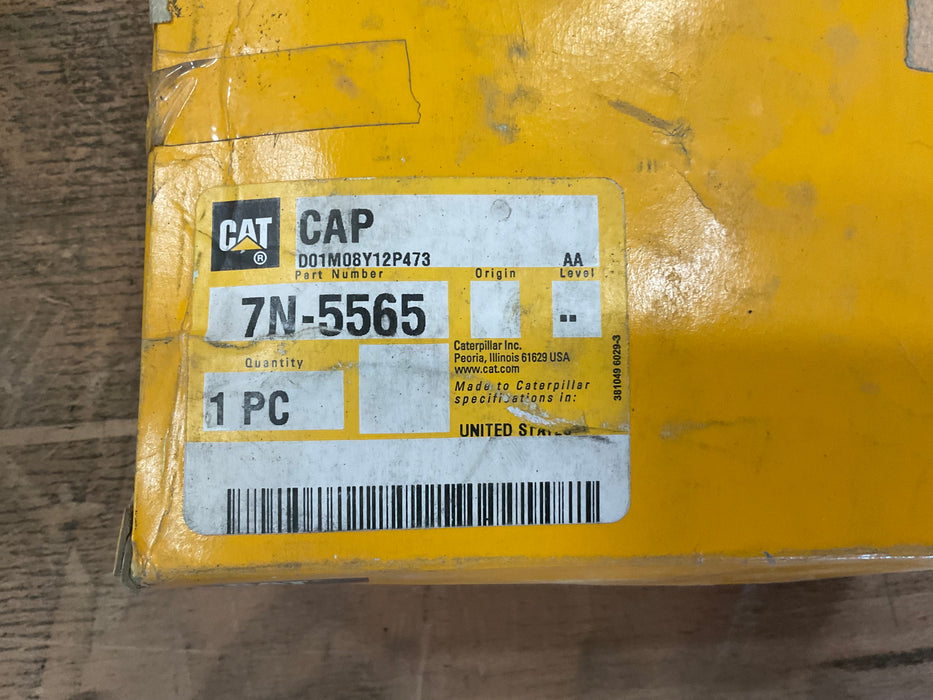 CAT
®
CAP
D01M08Y12P473 AA
Part Number Origin Level
7N-5565 --
Caterpillar Inc.
Peoria, Illinois 61629 USA
www.cat.com
Quantity
Made to Caterpillar
specifications in:
1 PC
UNITED STATES
381049 6029-3